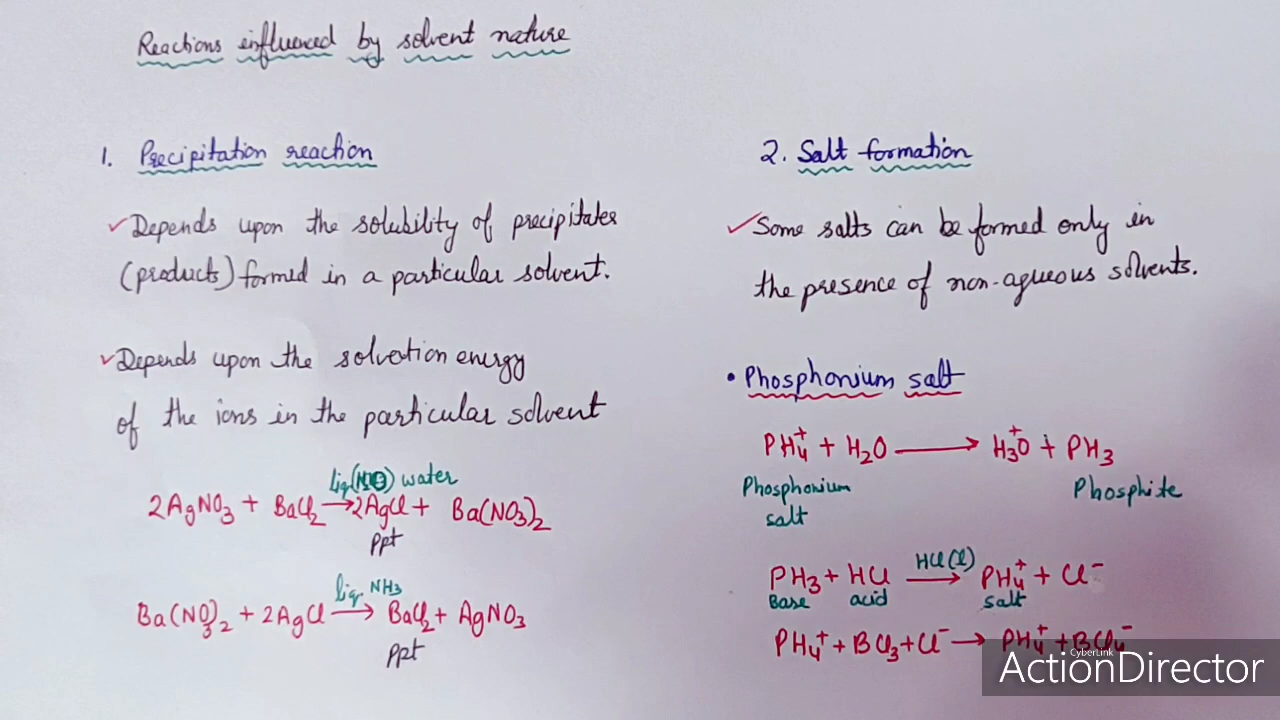 Reactions influenced by solvent nature
1. Precipitation reaction
✓Depends upon the solubility of precipitates
(products) formed in a particular solvent.
✓Depends upon the solvation energy
of the ions in the particular solvent
liq water
2AgNO₃ + BaCl₂ → 2AgCl + Ba(NO₃)₂
ppt
liq. NH₃
Ba(NO₃)₂ + 2AgCl → BaCl₂ + AgNO₃
ppt
2. Salt formation
✓Some salts can be formed only in
the presence of non-aqueous solvents.
• Phosphonium salt
PH₄⁺ + H₂O → H₃O⁺ + PH₃
Phosphonium Phosphite
salt
HCl(l)
PH₃ + HCl → PH₄⁺ + Cl⁻
Base acid salt
PH₄⁺ + BCl₃ + Cl⁻ → PH₄⁺ + BCl₄⁻
CyberLink
ActionDirector